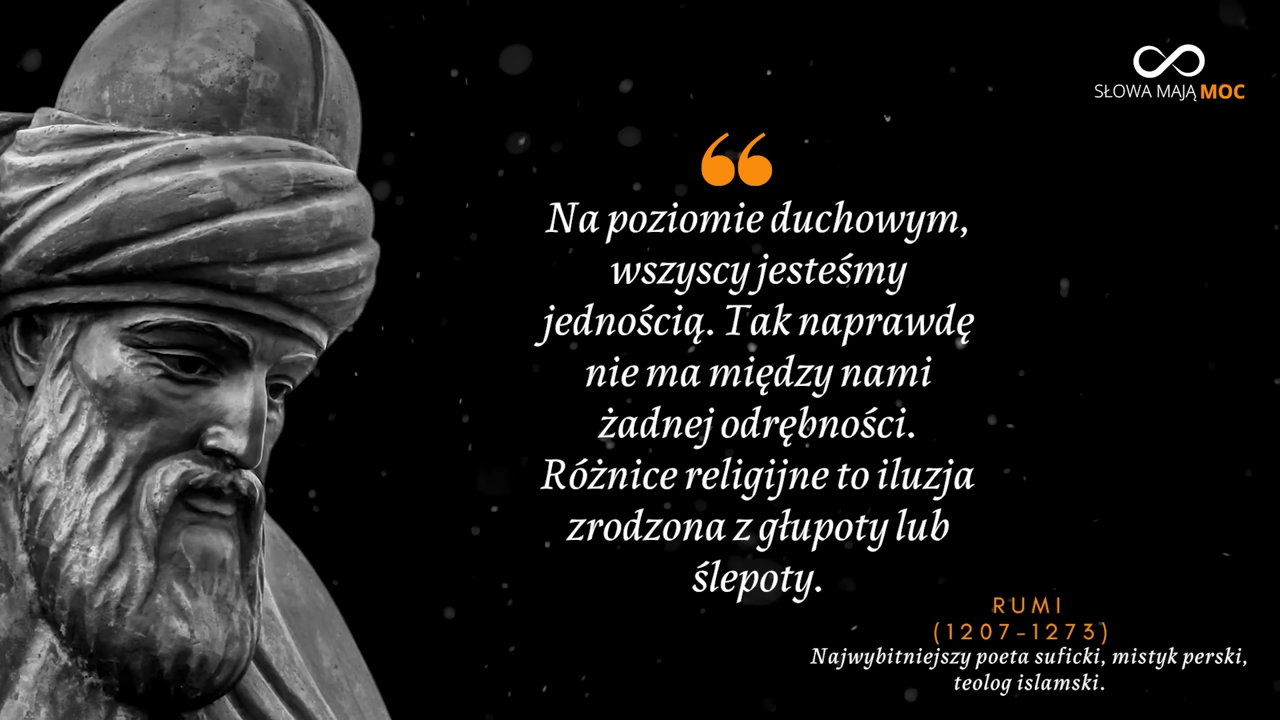 SŁOWA MAJĄ MOC
Na poziomie duchowym,
wszyscy jesteśmy
jednością. Tak naprawdę
nie ma między nami
żadnej odrębności.
Różnice religijne to iluzja
zrodzona z głupoty lub
ślepoty.
RUMI
(1207-1273)
Najwybitniejszy poeta suficki, mistyk perski,
teolog islamski.